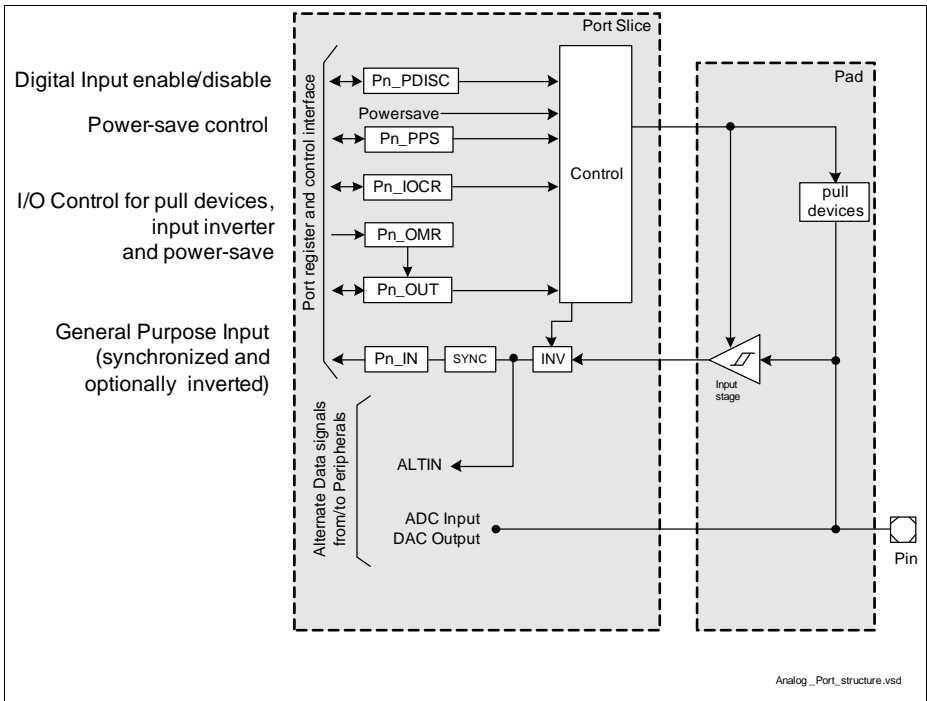 Port Slice
Pad
Digital Input enable/disable
Pn_PDISC
Powersave
Power-save control
Pn_PPS
Control
I/O Control for pull devices,
input inverter
and power-save
Pn_IOCR
pull
devices
Pn_OMR
Pn_OUT
Port register and control interface
General Purpose Input
(synchronized and
optionally inverted)
Pn_IN
SYNC
INV
Input
stage
Alternate Data signals
from/to Peripherals
ALTIN
ADC Input
DAC Output
Pin
Analog_Port_structure.vsd